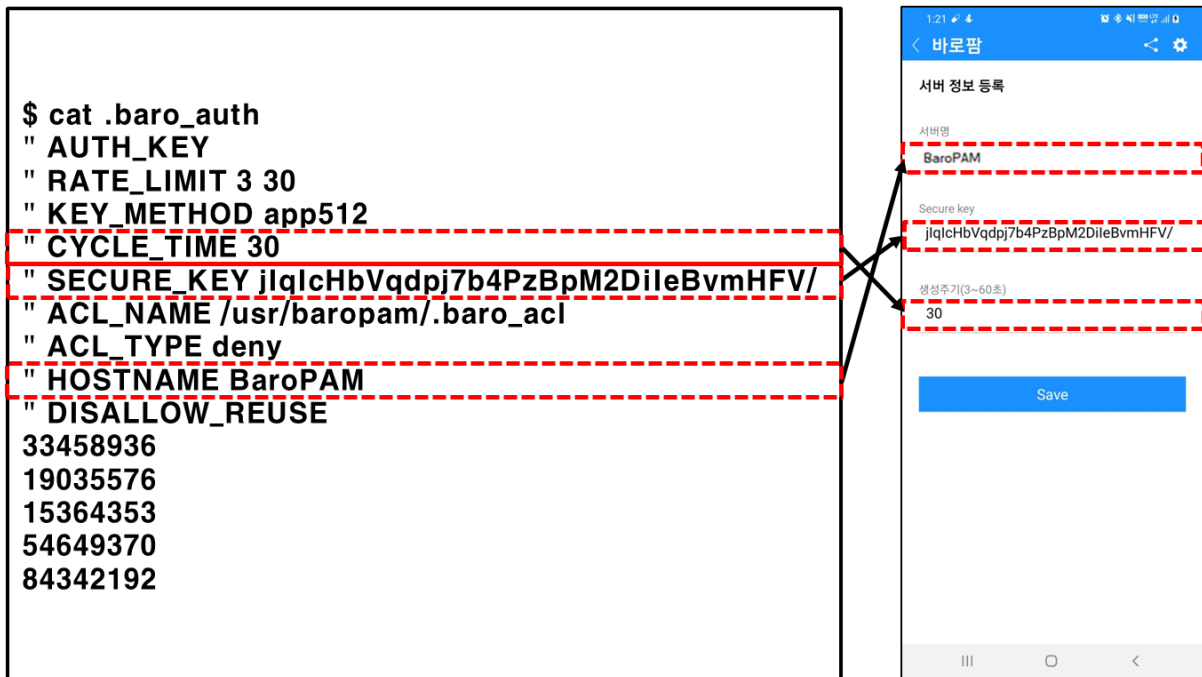 $ cat .baro_auth
" AUTH_KEY
" RATE_LIMIT 3 30
" KEY_METHOD app512
" CYCLE_TIME 30
" SECURE_KEY jIqIcHbVqdpj7b4PzBpM2DiIeBvmHFV/
" ACL_NAME /usr/baropam/.baro_acl
" ACL_TYPE deny
" HOSTNAME BaroPAM
" DISALLOW_REUSE
33458936
19035576
15364353
54649370
84342192
1:21
바로팜
서버 정보 등록
서버명
BaroPAM
Secure key
jIqIcHbVqdpj7b4PzBpM2DiIeBvmHFV/
생성주기(3~60초)
30
Save